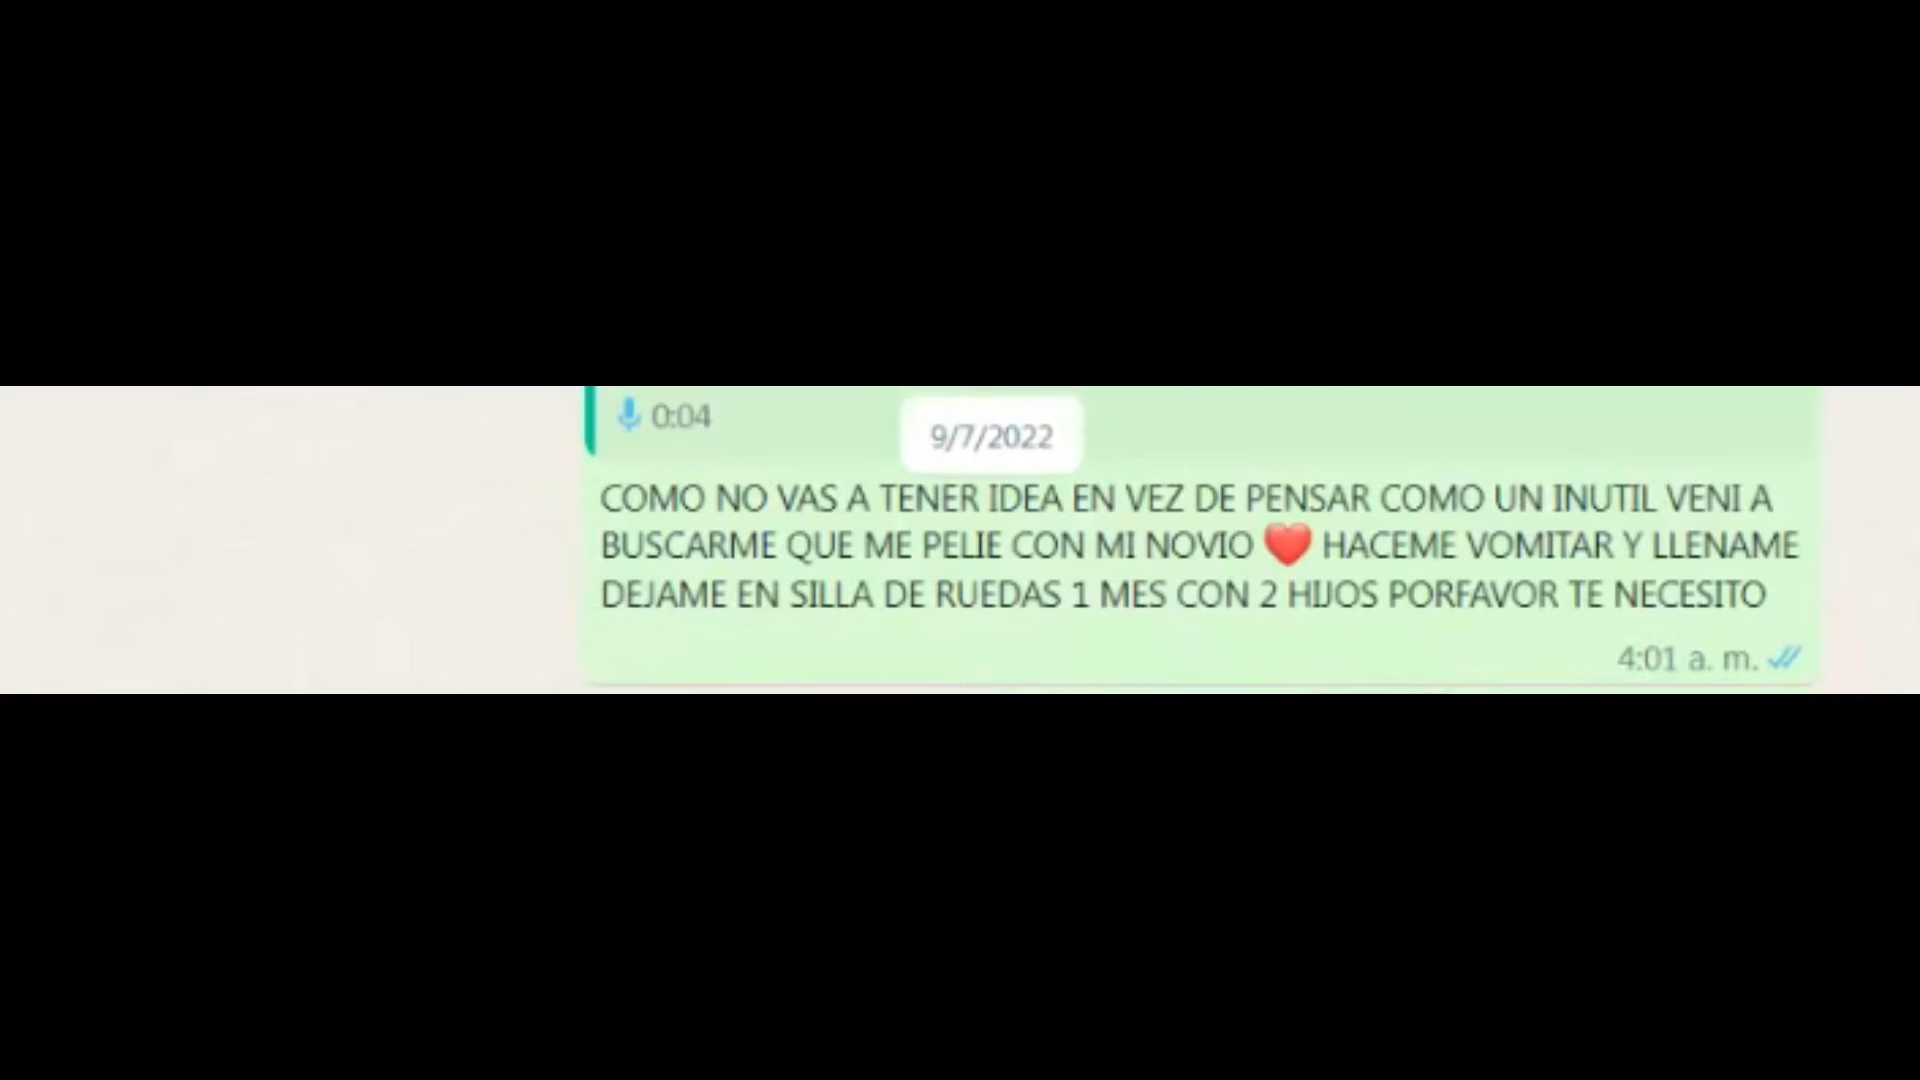 0:04
9/7/2022
COMO NO VAS A TENER IDEA EN VEZ DE PENSAR COMO UN INUTIL VENI A
BUSCARME QUE ME PELIE CON MI NOVIO ❤️ HACEME VOMITAR Y LLENAME
DEJAME EN SILLA DE RUEDAS 1 MES CON 2 HIJOS PORFAVOR TE NECESITO
4:01 a. m.